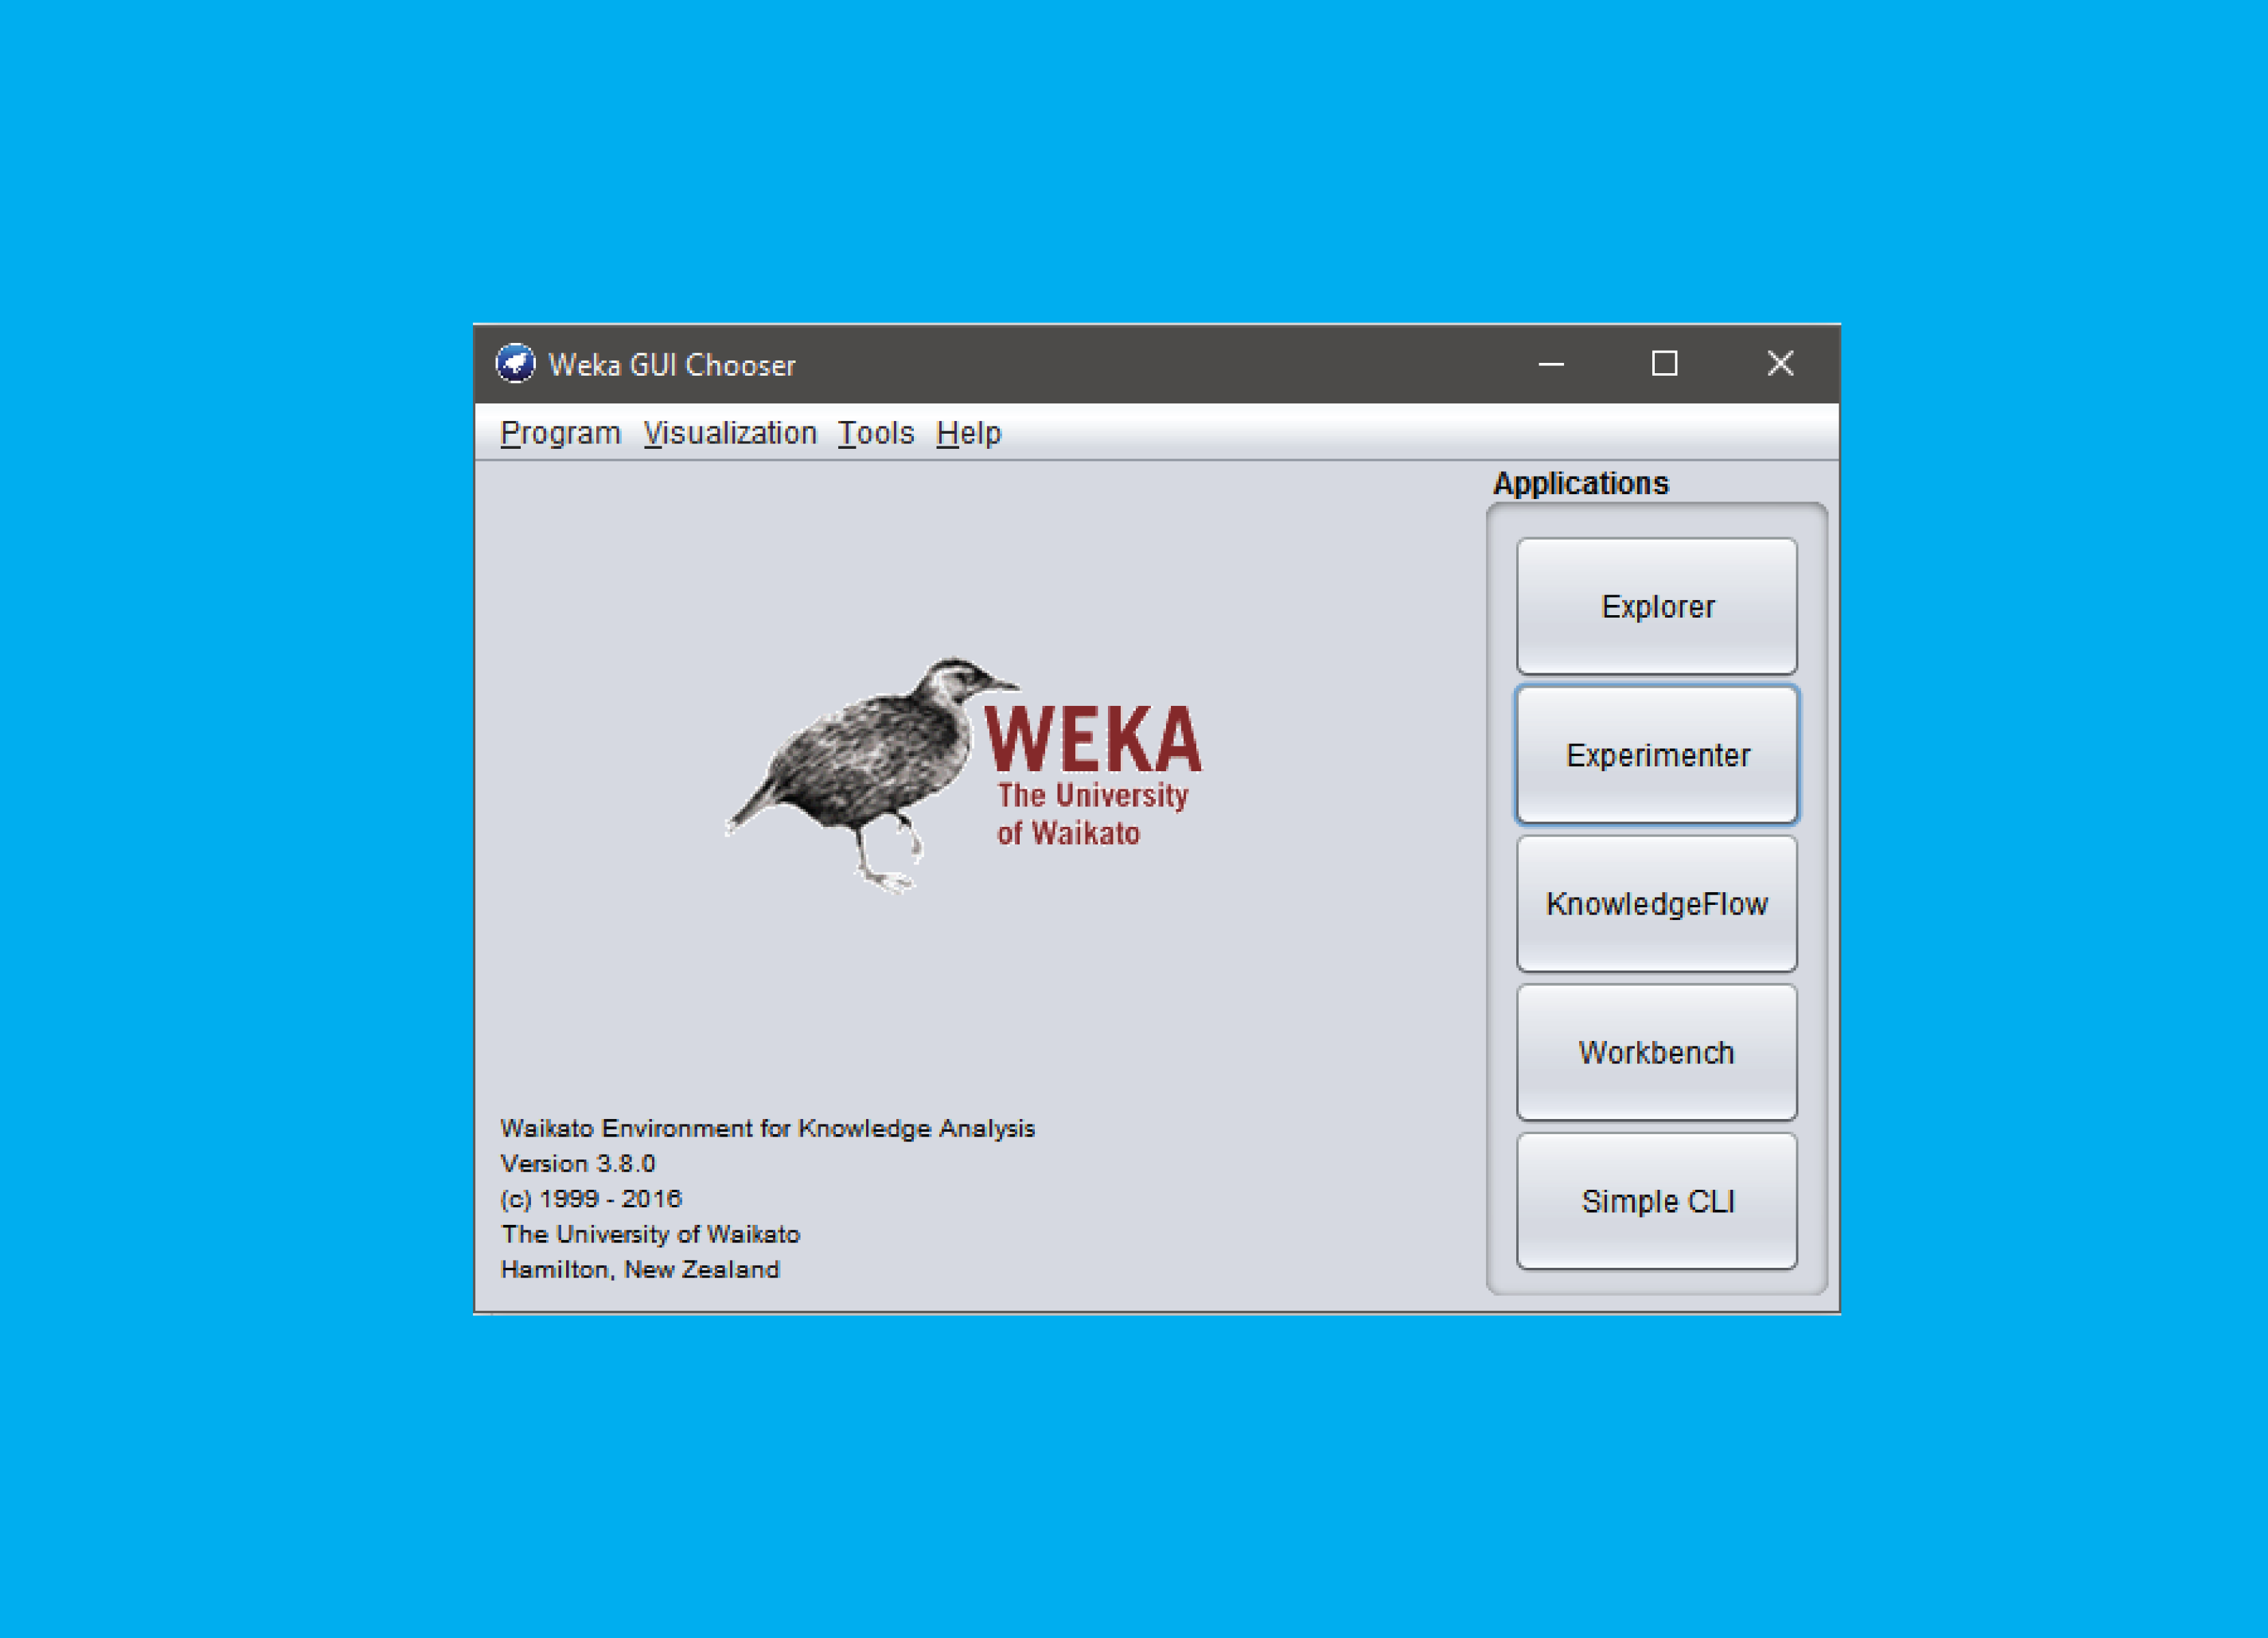 Weka GUI Chooser
Program Visualization Tools Help
Applications
Explorer
Experimenter
KnowledgeFlow
Workbench
Simple CLI
WEKA
The University
of Waikato
Waikato Environment for Knowledge Analysis
Version 3.8.0
(c) 1999 - 2016
The University of Waikato
Hamilton, New Zealand